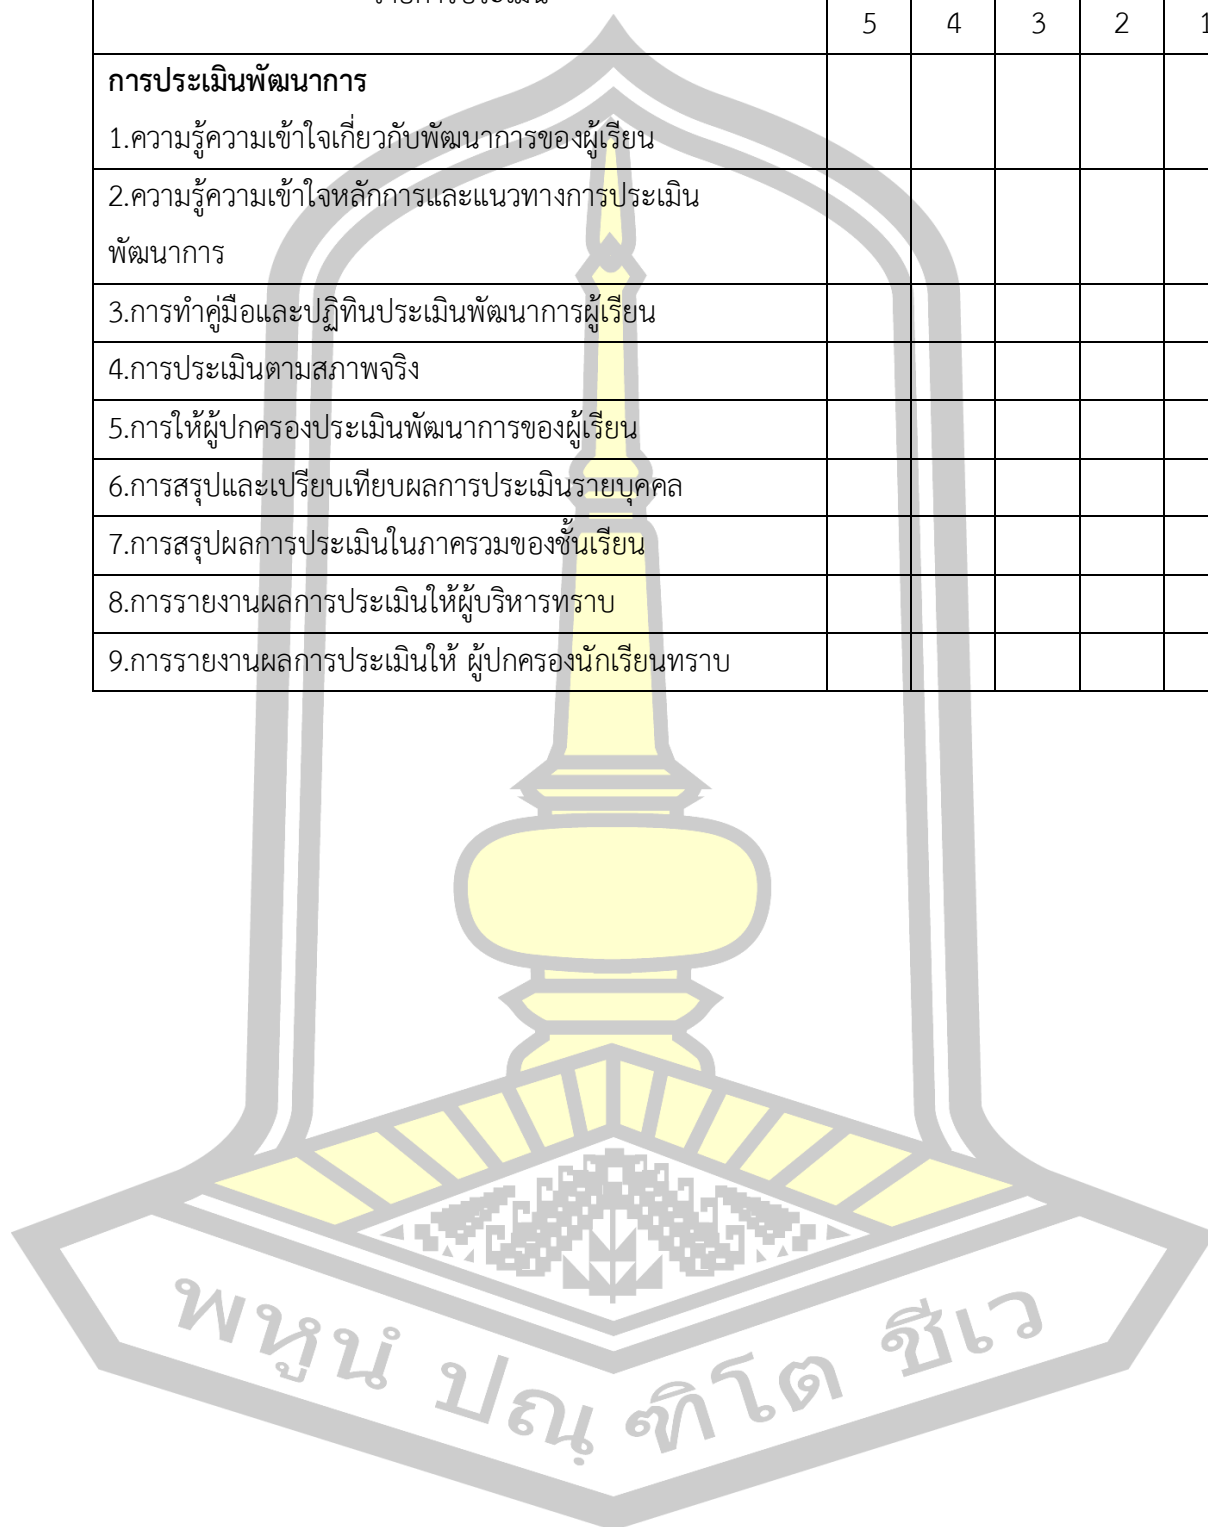 รายการประเมิน
5 4 3 2 1
การประเมินพัฒนาการ
1.ความรู้ความเข้าใจเกี่ยวกับพัฒนาการของผู้เรียน
2.ความรู้ความเข้าใจหลักการและแนวทางการประเมิน
พัฒนาการ
3.การทำคู่มือและปฏิทินประเมินพัฒนาการผู้เรียน
4.การประเมินตามสภาพจริง
5.การให้ผู้ปกครองประเมินพัฒนาการของผู้เรียน
6.การสรุปและเปรียบเทียบผลการประเมินรายบุคคล
7.การสรุปผลการประเมินในภาครวมของชั้นเรียน
8.การรายงานผลการประเมินให้ผู้บริหารทราบ
9.การรายงานผลการประเมินให้ ผู้ปกครองนักเรียนทราบ
พหูนํ ปณฺฑิโต ชีเว